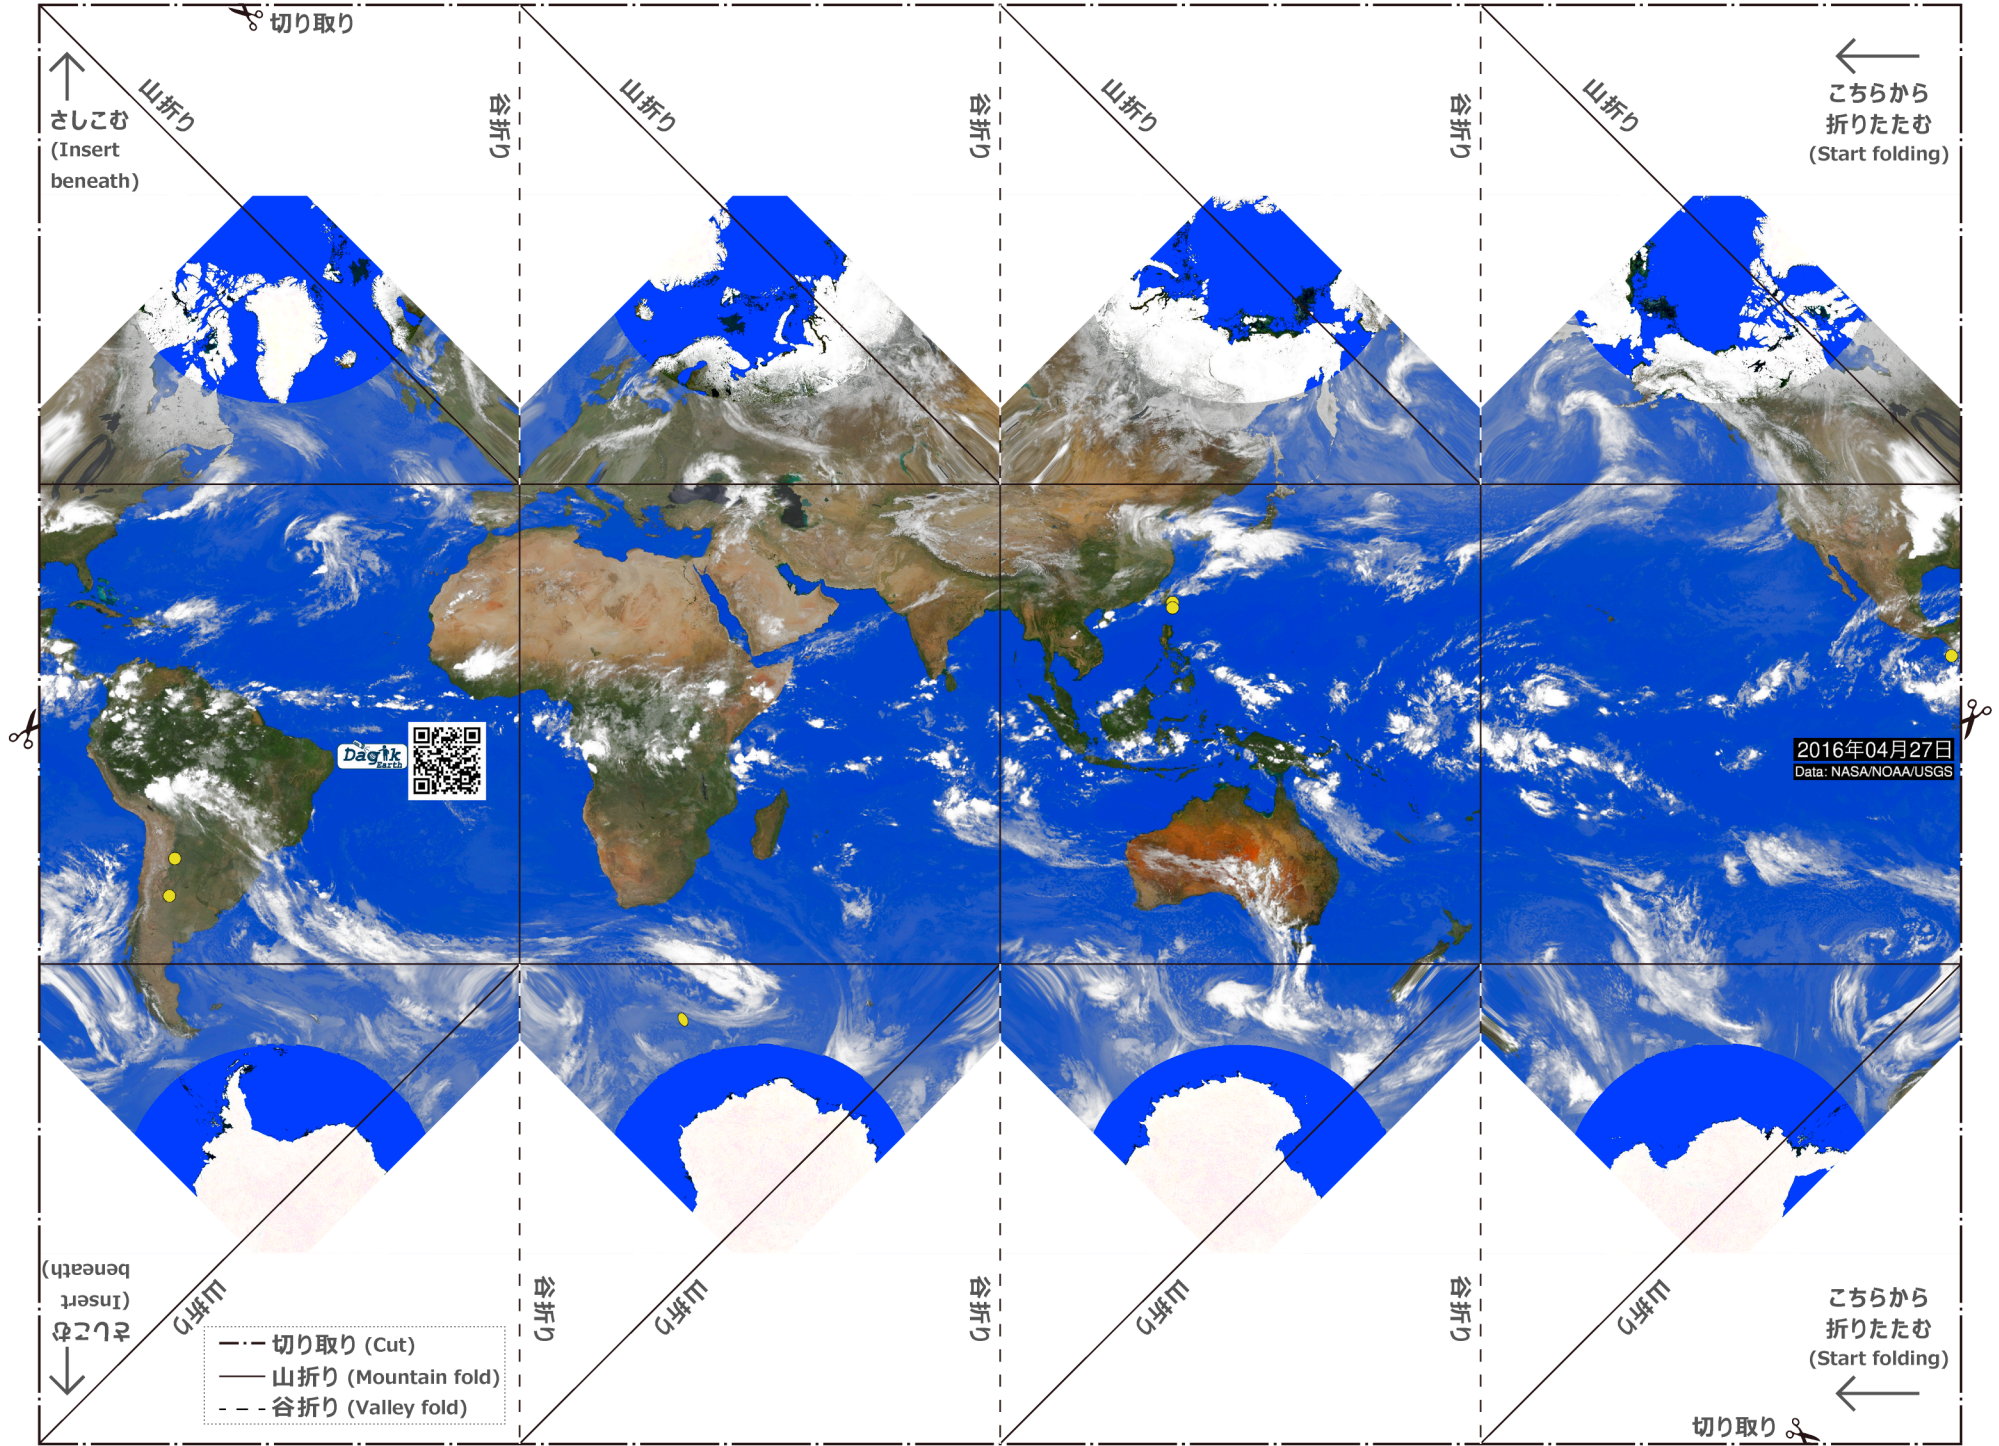 切り取り
さしこむ
(Insert
beneath)
山折り
谷折り
山折り
谷折り
山折り
谷折り
山折り
こちらから
折りたたむ
(Start folding)
Dagik
Earth
2016年04月27日
Data: NASA/NOAA/USGS
さしこむ
(Insert
beneath)
山折り
谷折り
山折り
谷折り
山折り
谷折り
山折り
こちらから
折りたたむ
(Start folding)
切り取り (Cut)
山折り (Mountain fold)
谷折り (Valley fold)
切り取り